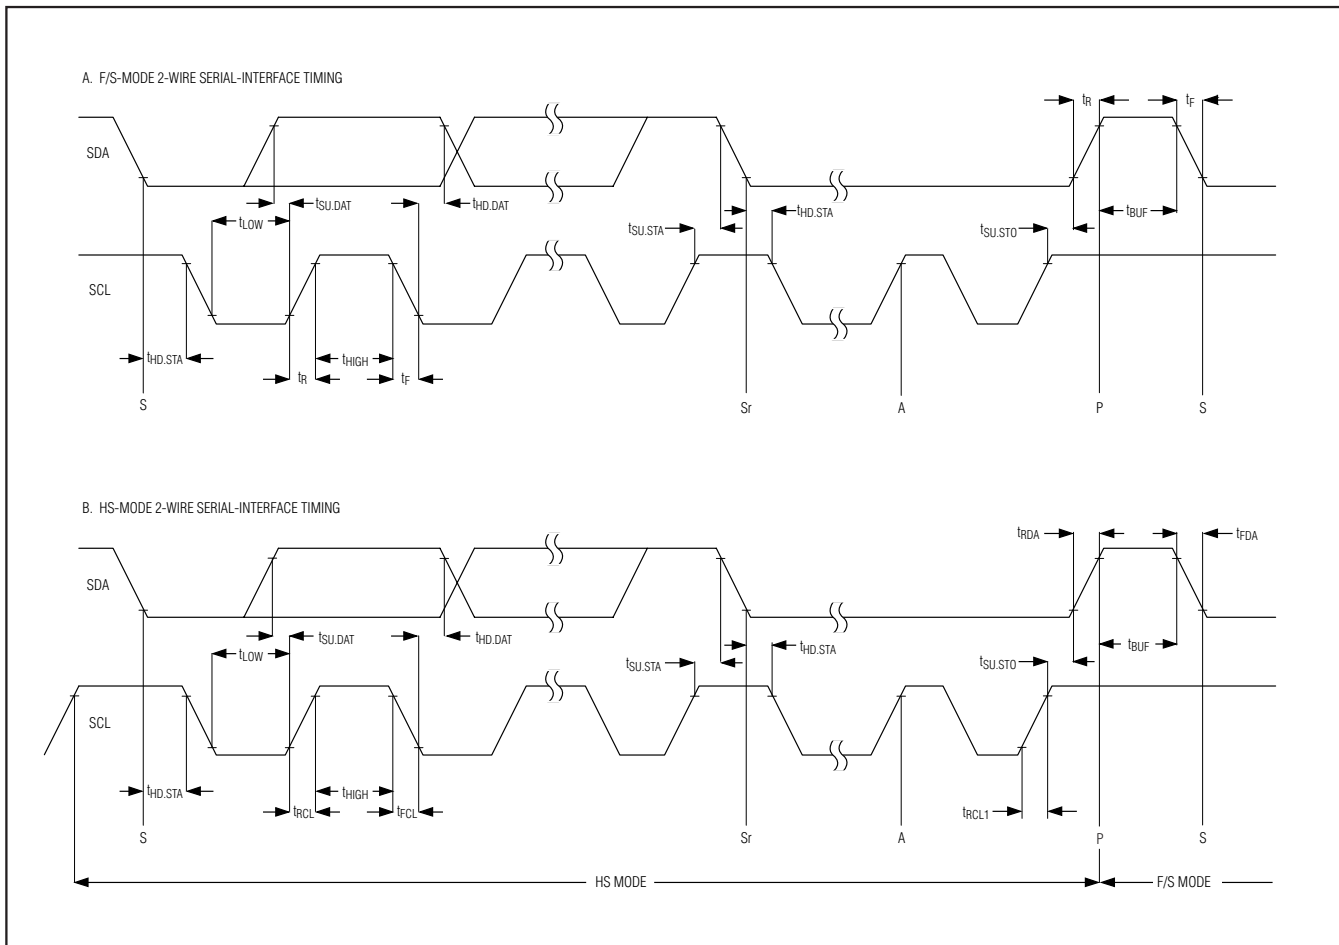 A. F/S-MODE 2-WIRE SERIAL-INTERFACE TIMING
tR
tF
SDA
tSU.DAT
tHD.DAT
tHD.STA
tLOW
tBUF
tSU.STA
tSU.STO
SCL
tHD.STA
tHIGH
tR
tF
S
Sr
A
P
S
B. HS-MODE 2-WIRE SERIAL-INTERFACE TIMING
tRDA
tFDA
SDA
tSU.DAT
tHD.DAT
tHD.STA
tLOW
tBUF
tSU.STA
tSU.STO
SCL
tHD.STA
tHIGH
tRCL
tFCL
tRCL1
S
Sr
A
P
S
HS MODE
F/S MODE